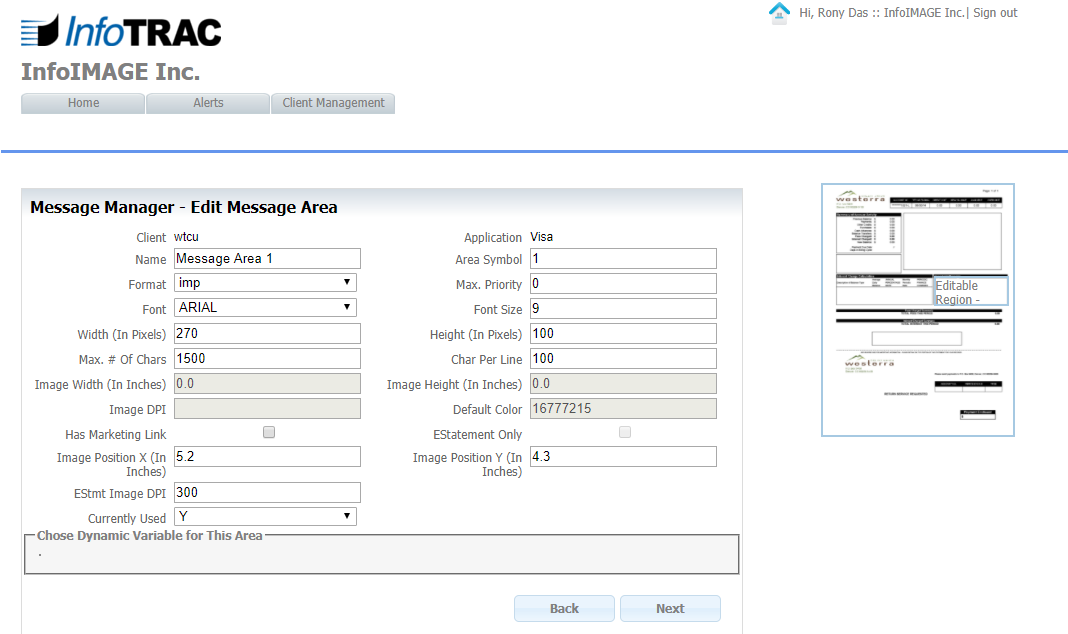 Hi, Rony Das :: InfoIMAGE Inc.| Sign out
InfoTRAC
InfoIMAGE Inc.
Home Alerts Client Management
Message Manager - Edit Message Area
Client wtcu Application Visa
Name Message Area 1 Area Symbol 1
Format imp Max. Priority 0
Font ARIAL Font Size 9
Width (In Pixels) 270 Height (In Pixels) 100
Max. # Of Chars 1500 Char Per Line 100
Image Width (In Inches) 0.0 Image Height (In Inches) 0.0
Image DPI Default Color 16777215
Has Marketing Link EStatement Only
Image Position X (In Inches) 5.2 Image Position Y (In Inches) 4.3
EStmt Image DPI 300
Currently Used Y
Chose Dynamic Variable for This Area
.
Back Next
westerra
Editable
Region -
westerra